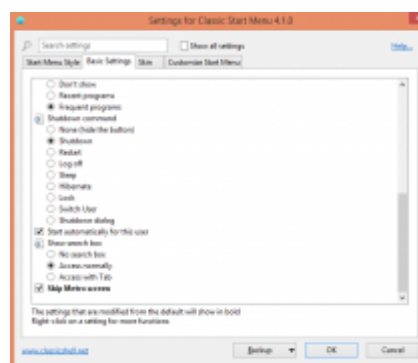 Settings for Classic Start Menu 4.1.0
Search settings
Show all settings
Help...
Start Menu Style
Basic Settings
Skin
Customize Start Menu
Don't show
Recent programs
Frequent programs
Shutdown command
None (hide the button)
Shutdown
Restart
Log off
Sleep
Hibernate
Lock
Switch User
Shutdown dialog
Start automatically for this user
Show search box
No search box
Access normally
Access with Tab
Skip Metro screen
The settings that are modified from the default will show in bold
Right-click on a setting for more functions
www.classicshell.net
Backup
OK
Cancel